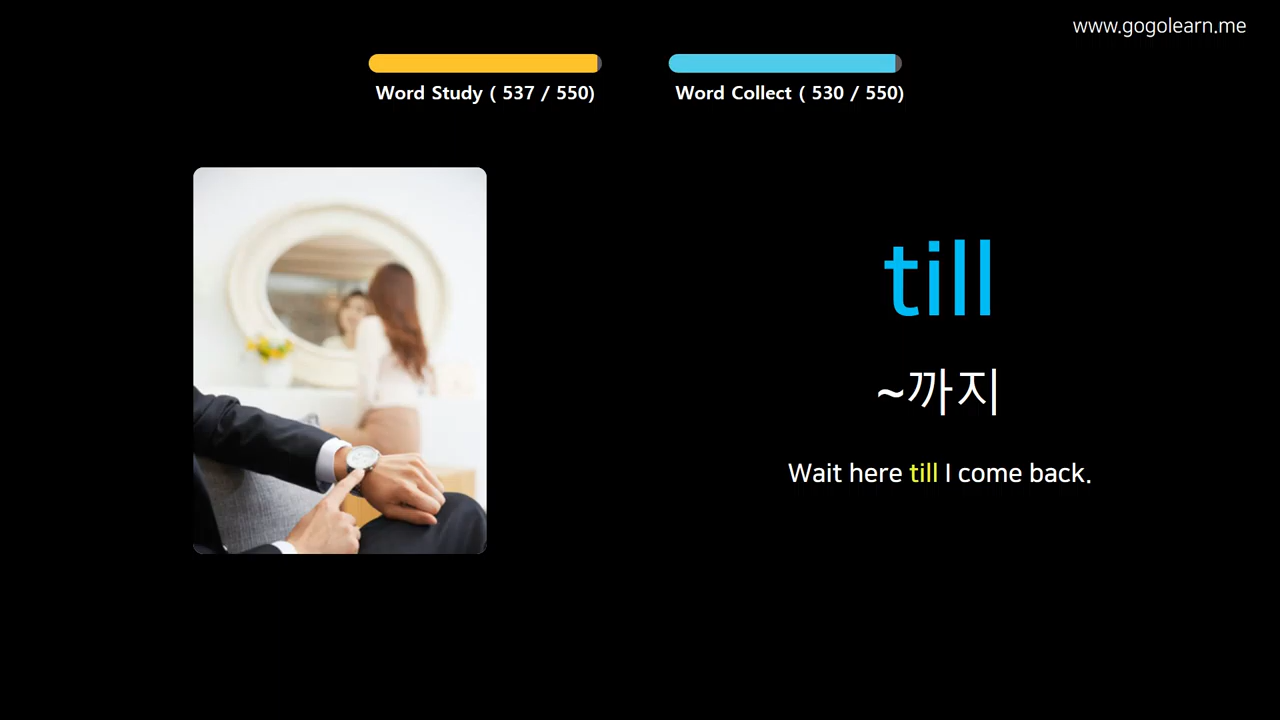 www.gogolearn.me
Word Study ( 537 / 550)
Word Collect ( 530 / 550)
till
~까지
Wait here till I come back.